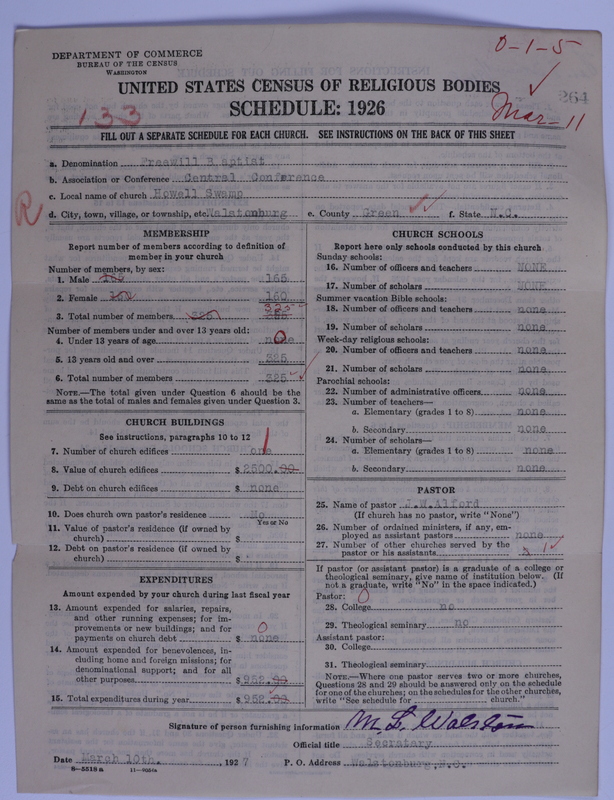 DEPARTMENT OF COMMERCE
BUREAU OF THE CENSUS
WASHINGTON
0-1-5
264
UNITED STATES CENSUS OF RELIGIOUS BODIES
SCHEDULE: 1926
133
Mar-11
FILL OUT A SEPARATE SCHEDULE FOR EACH CHURCH. SEE INSTRUCTIONS ON THE BACK OF THIS SHEET
a. Denomination Freewill Baptist
b. Association or Conference Central Conference
c. Local name of church Howell Swamp
R
d. City, town, village, or township, etc. Walstonburg e. County Green f. State N.C.
MEMBERSHIP
Report number of members according to definition of
member in your church
Number of members, by sex:
1. Male 165
2. Female 160
3. Total number of members 325
Number of members under and over 13 years old:
4. Under 13 years of age none 0
5. 13 years old and over 325
6. Total number of members 325
NOTE.—The total given under Question 6 should be
same as the total of males and females given under Question 3.
CHURCH BUILDINGS
See instructions, paragraphs 10 to 12
7. Number of church edifices one 1
8. Value of church edifices $ 2500.00
9. Debt on church edifices $ none
10. Does church own pastor's residence No
Yes or No
11. Value of pastor's residence (if owned by
church) $
12. Debt on pastor's residence (if owned by
church) $
EXPENDITURES
Amount expended by your church during last fiscal year
13. Amount expended for salaries, repairs,
and other running expenses; for im-
provements or new buildings; and for 0
payments on church debt $ none
14. Amount expended for benevolences, in-
cluding home and foreign missions; for
denominational support; and for all
other purposes $ 952.00
15. Total expenditures during year $ 952.00
CHURCH SCHOOLS
Report here only schools conducted by this church
Sunday schools:
16. Number of officers and teachers NONE
17. Number of scholars NONE
Summer vacation Bible schools:
18. Number of officers and teachers none
19. Number of scholars none
Week-day religious schools:
20. Number of officers and teachers none
21. Number of scholars none
Parochial schools:
22. Number of administrative officers none
23. Number of teachers—
a. Elementary (grades 1 to 8) none
b. Secondary none
24. Number of scholars—
a. Elementary (grades 1 to 8) none
b. Secondary none
PASTOR
25. Name of pastor Alford
(If church has no pastor, write "None")
26. Number of ordained ministers, if any, em-
ployed as assistant pastors none
27. Number of other churches served by the
pastor or his assistants 1
If pastor (or assistant pastor) is a graduate of a college or
theological seminary, give name of institution below. (If
not a graduate, write "No" in the space indicated.)
Pastor: 0
28. College no
29. Theological seminary no
Assistant pastor:
30. College
31. Theological seminary
NOTE.—Where one pastor serves two or more churches,
Questions 28 and 29 should be answered only on the schedule
for one of the churches; on the schedules for the other churches,
write "See schedule for church."
Signature of person furnishing information M. L. Walston
Official title Secratary
Date March 10th. , 1927 P. O. Address Walstonburg, N.C.
8—5518a